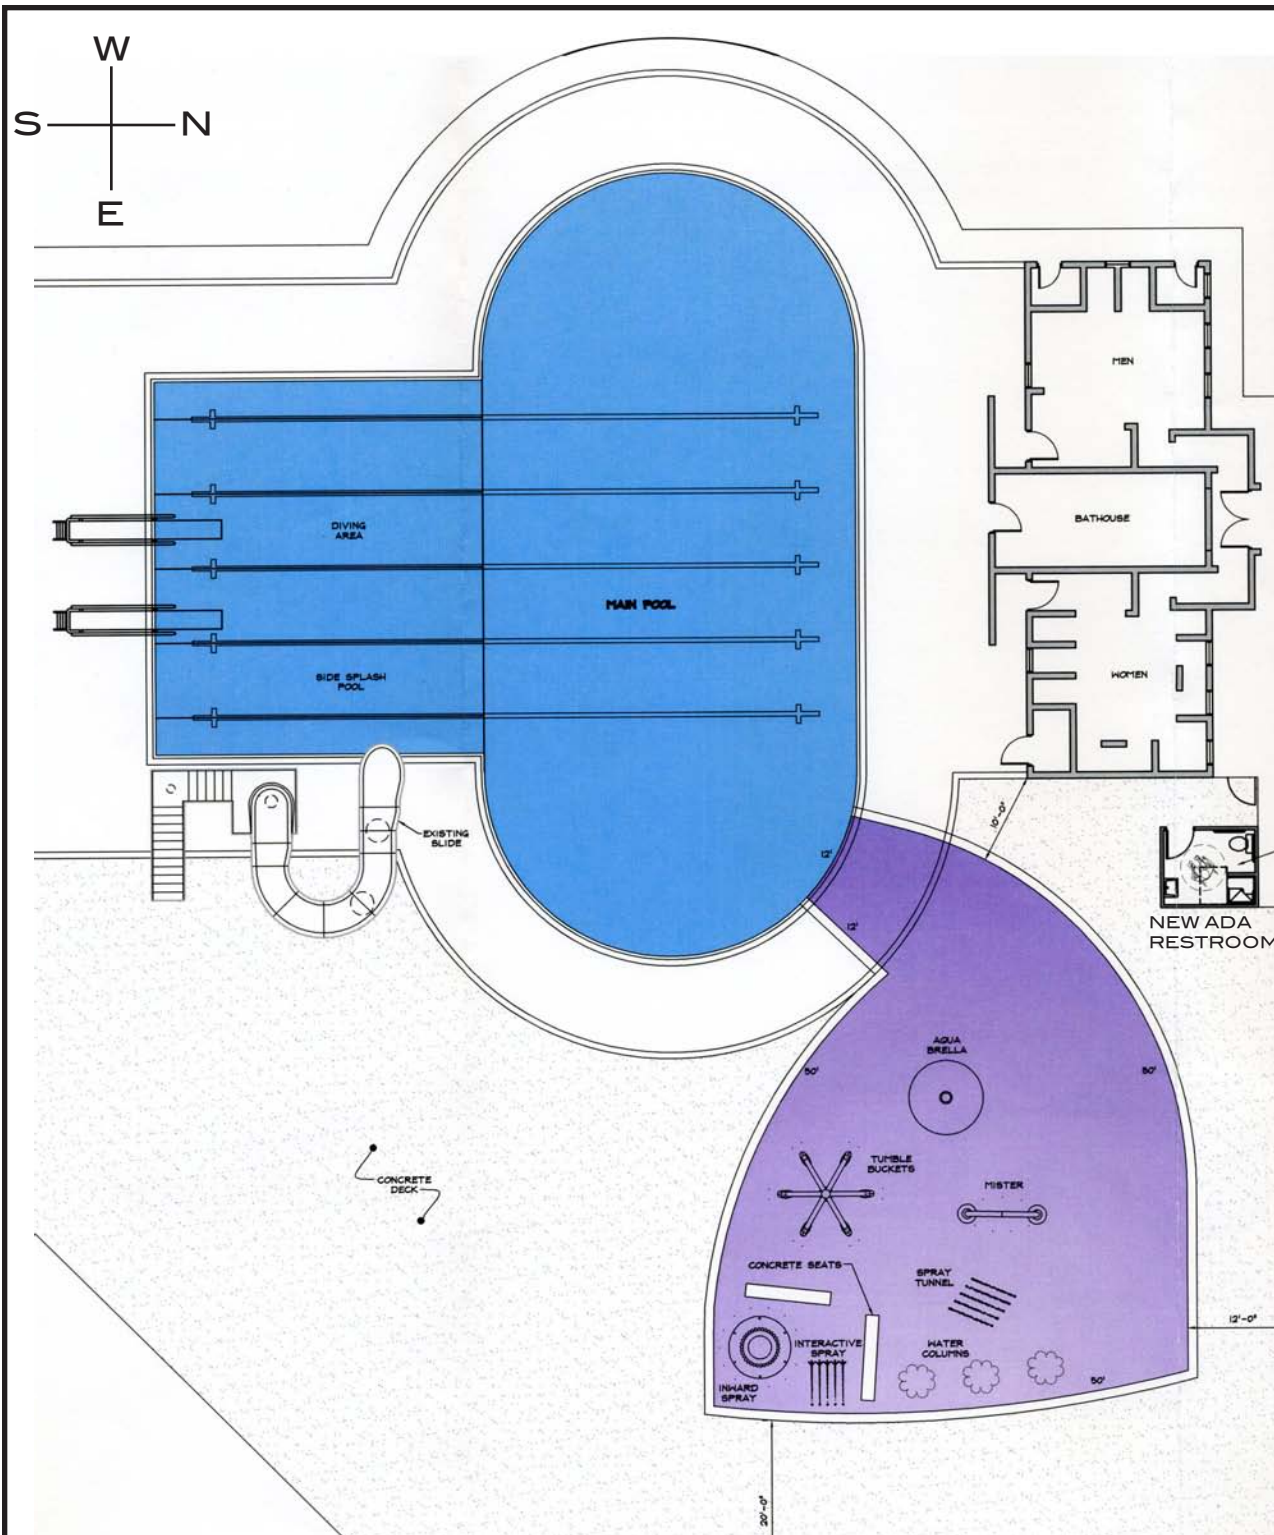 W
S
N
E
MEN
BATHOUSE
DIVING
AREA
MAIN POOL
SIDE SPLASH
POOL
WOMEN
EXISTING
SLIDE
10'-0"
12'
12'
NEW ADA
RESTROOM
AQUA
BRELLA
50'
50'
TUMBLE
BUCKETS
CONCRETE
DECK
MISTER
CONCRETE SEATS
SPRAY
TUNNEL
12'-0"
INTERACTIVE
SPRAY
WATER
COLUMNS
50'
INWARD
SPRAY
20'-0"